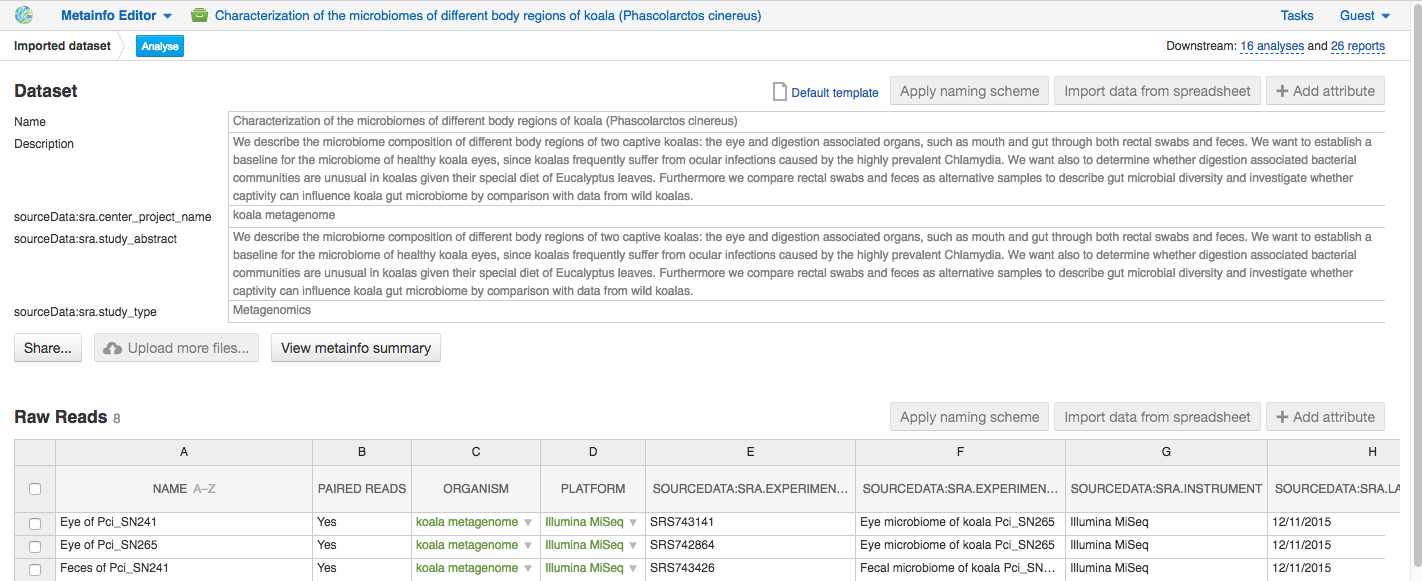 Metainfo Editor Characterization of the microbiomes of different body regions of koala (Phascolarctos cinereus) Tasks Guest
Imported dataset Analyse Downstream: 16 analyses and 26 reports
Dataset Default template Apply naming scheme Import data from spreadsheet + Add attribute
Name Characterization of the microbiomes of different body regions of koala (Phascolarctos cinereus)
Description We describe the microbiome composition of different body regions of two captive koalas: the eye and digestion associated organs, such as mouth and gut through both rectal swabs and feces. We want to establish a
baseline for the microbiome of healthy koala eyes, since koalas frequently suffer from ocular infections caused by the highly prevalent Chlamydia. We want also to determine whether digestion associated bacterial
communities are unusual in koalas given their special diet of Eucalyptus leaves. Furthermore we compare rectal swabs and feces as alternative samples to describe gut microbial diversity and investigate whether
captivity can influence koala gut microbiome by comparison with data from wild koalas.
sourceData:sra.center_project_name koala metagenome
sourceData:sra.study_abstract We describe the microbiome composition of different body regions of two captive koalas: the eye and digestion associated organs, such as mouth and gut through both rectal swabs and feces. We want to establish a
baseline for the microbiome of healthy koala eyes, since koalas frequently suffer from ocular infections caused by the highly prevalent Chlamydia. We want also to determine whether digestion associated bacterial
communities are unusual in koalas given their special diet of Eucalyptus leaves. Furthermore we compare rectal swabs and feces as alternative samples to describe gut microbial diversity and investigate whether
captivity can influence koala gut microbiome by comparison with data from wild koalas.
sourceData:sra.study_type Metagenomics
Share... Upload more files... View metainfo summary
Raw Reads 8 Apply naming scheme Import data from spreadsheet + Add attribute
A B C D E F G H
NAME A–Z PAIRED READS ORGANISM PLATFORM SOURCEDATA:SRA.EXPERIMEN... SOURCEDATA:SRA.EXPERIMEN... SOURCEDATA:SRA.INSTRUMENT SOURCEDATA:SRA.LA
Eye of Pci_SN241 Yes koala metagenome Illumina MiSeq SRS743141 Eye microbiome of koala Pci_SN265 Illumina MiSeq 12/11/2015
Eye of Pci_SN265 Yes koala metagenome Illumina MiSeq SRS742864 Eye microbiome of koala Pci_SN265 Illumina MiSeq 12/11/2015
Feces of Pci_SN241 Yes koala metagenome Illumina MiSeq SRS743426 Fecal microbiome of koala Pci_SN... Illumina MiSeq 12/11/2015